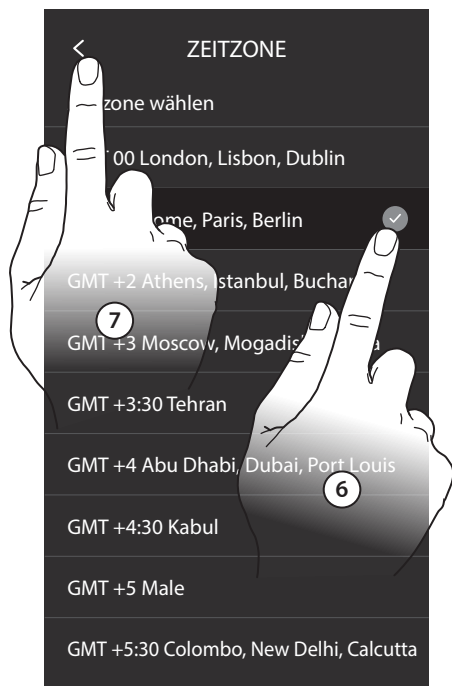 ZEITZONE
zone wählen
00 London, Lisbon, Dublin
ome, Paris, Berlin
GMT +2 Athens, Istanbul, Buchar
GMT +3 Moscow, Mogadis
7
GMT +3:30 Tehran
GMT +4 Abu Dhabi, Dubai, Port Louis
6
GMT +4:30 Kabul
GMT +5 Male
GMT +5:30 Colombo, New Delhi, Calcutta